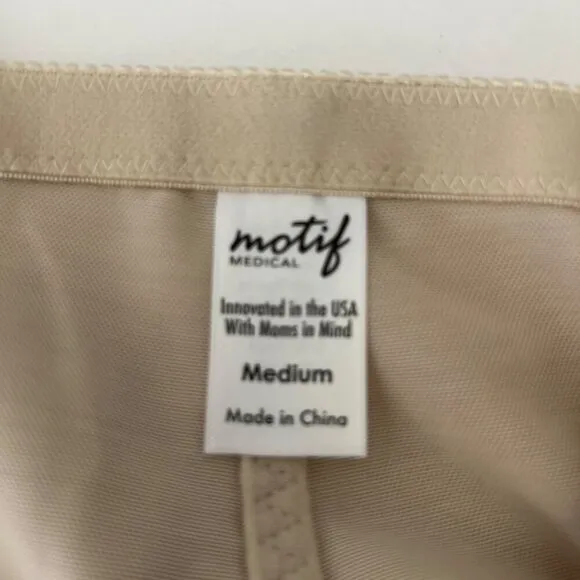 motif
MEDICAL
Innovated in the USA
With Moms in Mind
Medium
Made in China